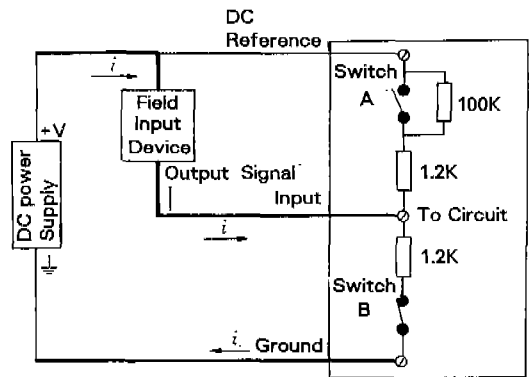 DC
Reference
i
Switch
A
100K
Field
Input
Device
+V
DC power
Supply
1.2K
Output Signal
Input
To Circuit
i
1.2K
Switch
B
i
Ground